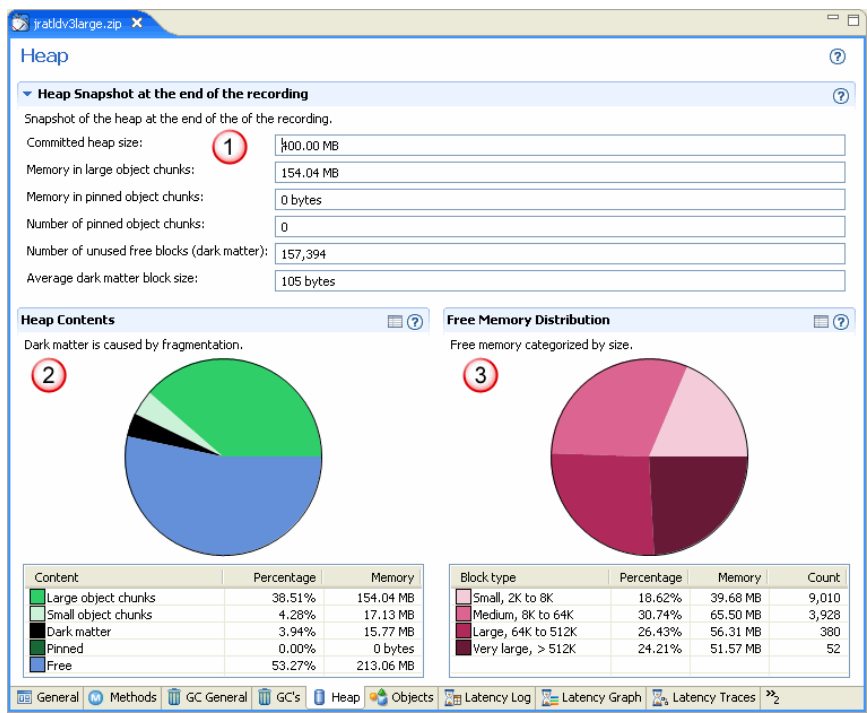 jratldv3large.zip
Heap
Heap Snapshot at the end of the recording
Snapshot of the heap at the end of the of the recording.
Committed heap size: 400.00 MB
1
Memory in large object chunks: 154.04 MB
Memory in pinned object chunks: 0 bytes
Number of pinned object chunks: 0
Number of unused free blocks (dark matter): 157,394
Average dark matter block size: 105 bytes
Heap Contents
Dark matter is caused by fragmentation.
2
Content Percentage Memory
Large object chunks 38.51% 154.04 MB
Small object chunks 4.28% 17.13 MB
Dark matter 3.94% 15.77 MB
Pinned 0.00% 0 bytes
Free 53.27% 213.06 MB
Free Memory Distribution
Free memory categorized by size.
3
Block type Percentage Memory Count
Small, 2K to 8K 18.62% 39.68 MB 9,010
Medium, 8K to 64K 30.74% 65.50 MB 3,928
Large, 64K to 512K 26.43% 56.31 MB 380
Very large, > 512K 24.21% 51.57 MB 52
General Methods GC General GC's Heap Objects Latency Log Latency Graph Latency Traces »2